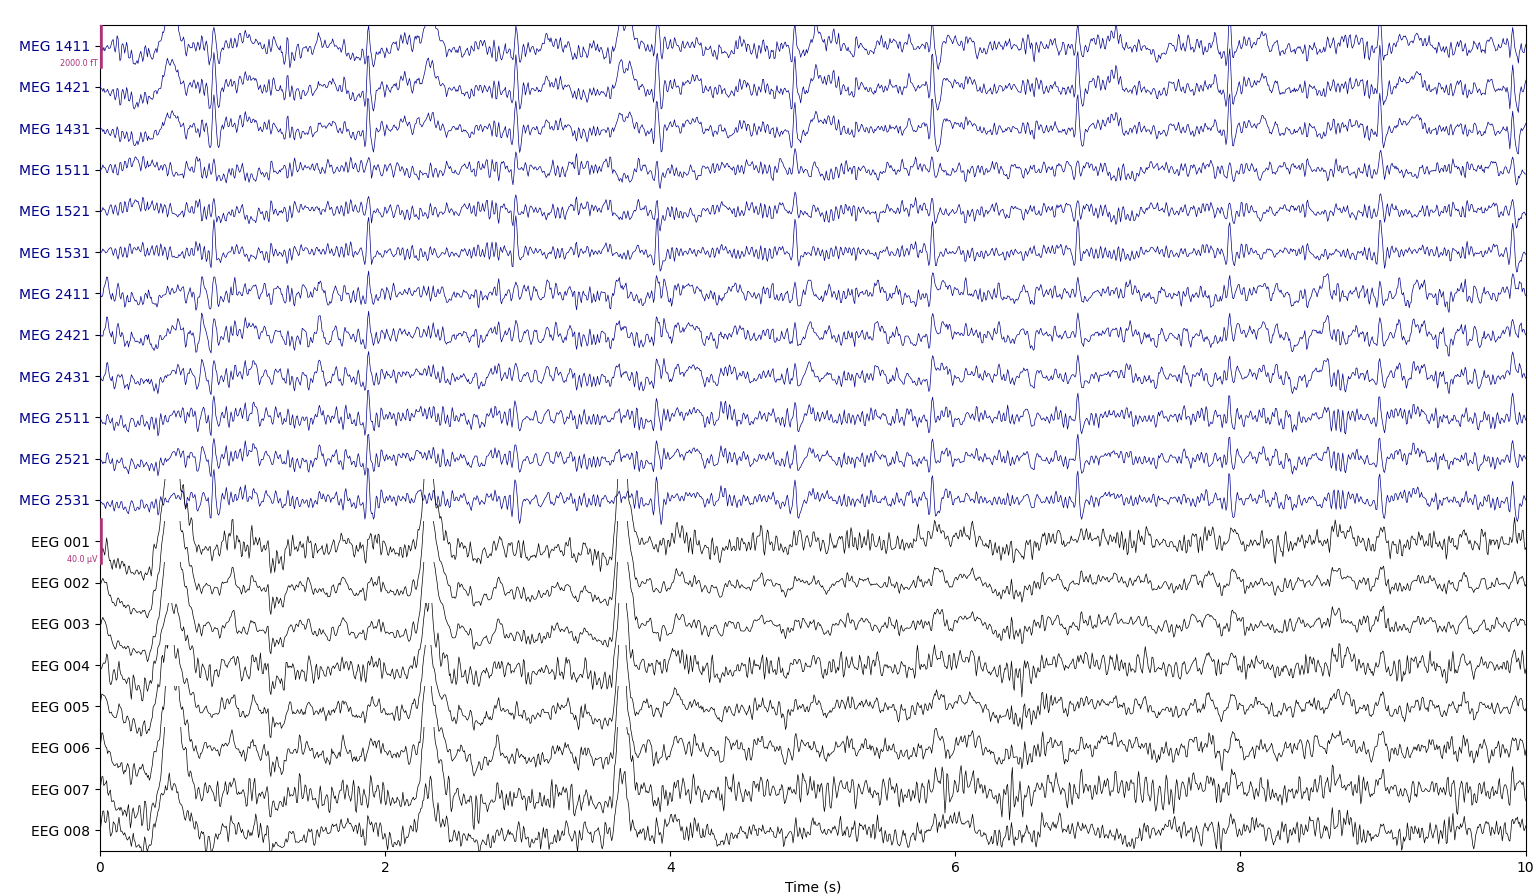 MEG 1411
2000.0 fT
MEG 1421
MEG 1431
MEG 1511
MEG 1521
MEG 1531
MEG 2411
MEG 2421
MEG 2431
MEG 2511
MEG 2521
MEG 2531
EEG 001
40.0 µV
EEG 002
EEG 003
EEG 004
EEG 005
EEG 006
EEG 007
EEG 008
0 2 4 6 8 10
Time (s)